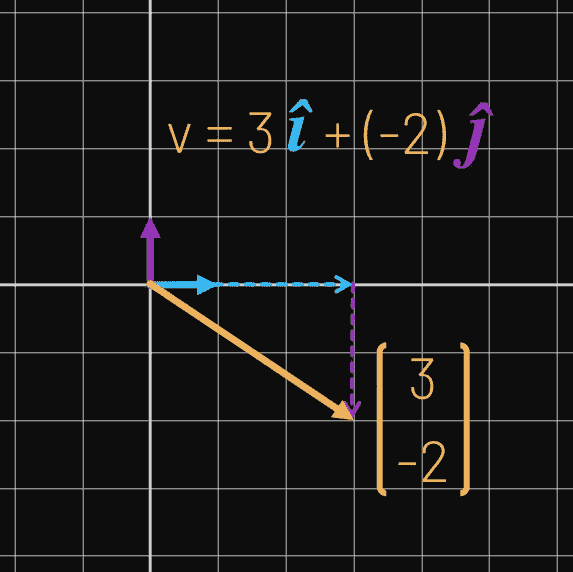 v = 3 î + (-2) ĵ
[3
-2]